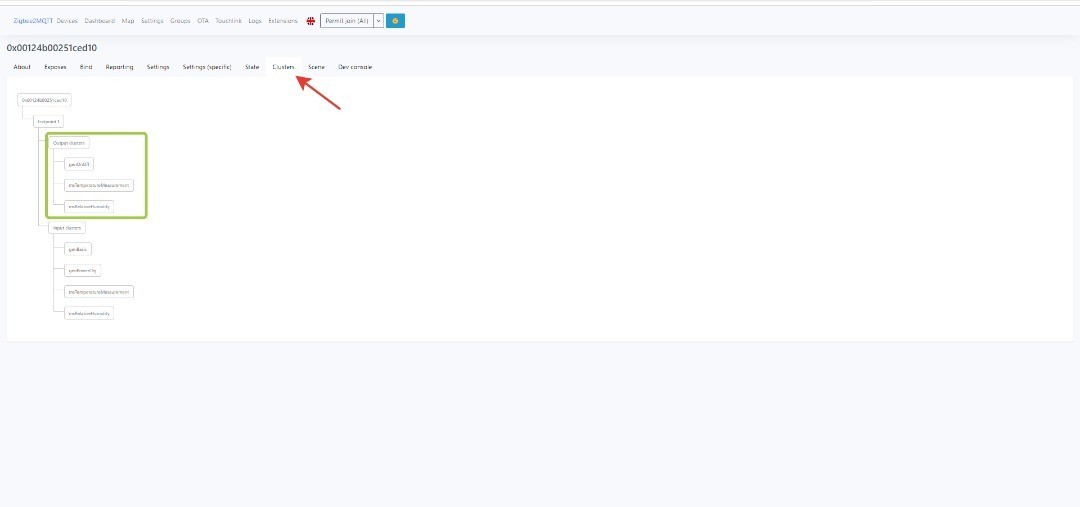 Zigbee2MQTT Devices Dashboard Map Settings Groups OTA Touchlink Logs Extensions Permit join (All)
0x00124b00251ced10
About Exposes Bind Reporting Settings Settings (specific) State Clusters Scene Dev console
0x00124b00251ced10
Endpoint 1
Output clusters
genOnOff
msTemperatureMeasurement
msRelativeHumidity
Input clusters
genBasic
genPowerCfg
msTemperatureMeasurement
msRelativeHumidity